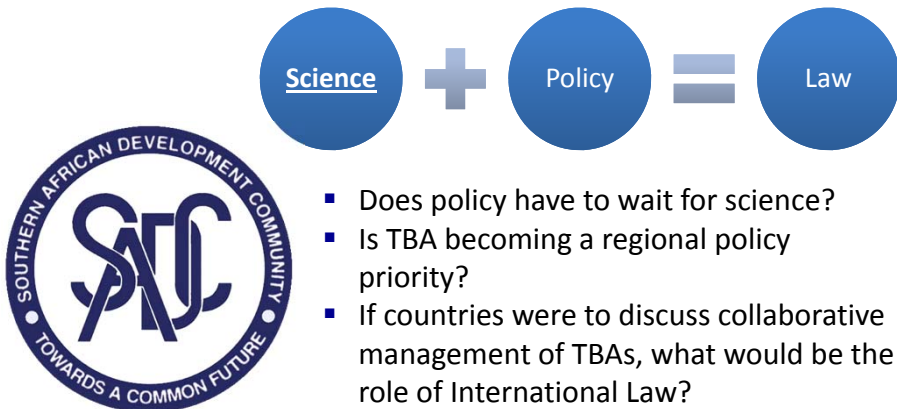 Science
Policy
Law
SOUTHERN AFRICAN DEVELOPMENT COMMUNITY
SADC
TOWARDS A COMMON FUTURE
▪ Does policy have to wait for science?
▪ Is TBA becoming a regional policy
priority?
▪ If countries were to discuss collaborative
management of TBAs, what would be the
role of International Law?